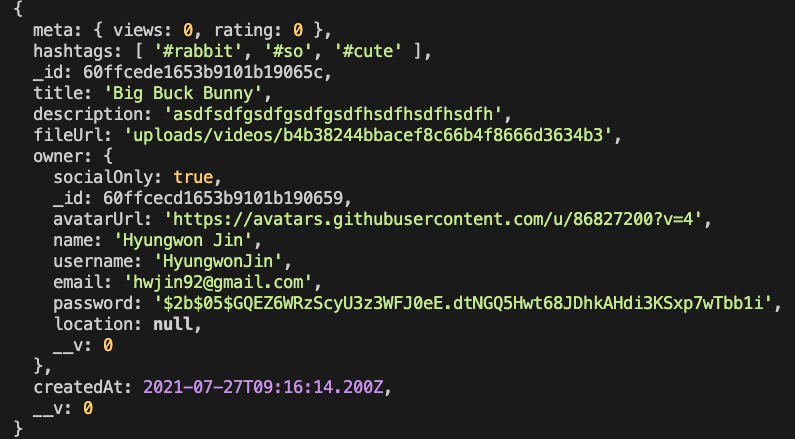 {
meta: { views: 0, rating: 0 },
hashtags: [ '#rabbit', '#so', '#cute' ],
_id: 60ffcede1653b9101b19065c,
title: 'Big Buck Bunny',
description: 'asdfsdfgsdfgsdfgsdfhsdfhsdfhsdfh',
fileUrl: 'uploads/videos/b4b38244bbacef8c66b4f8666d3634b3',
owner: {
socialOnly: true,
_id: 60ffcecd1653b9101b190659,
avatarUrl: 'https://avatars.githubusercontent.com/u/86827200?v=4',
name: 'Hyungwon Jin',
username: 'HyungwonJin',
email: 'hwjin92@gmail.com',
password: '$2b$05$GQEZ6WRzScyU3z3WFJ0eE.dtNGQ5Hwt68JDhkAHdi3KSxp7wTbb1i',
location: null,
__v: 0
},
createdAt: 2021-07-27T09:16:14.200Z,
__v: 0
}